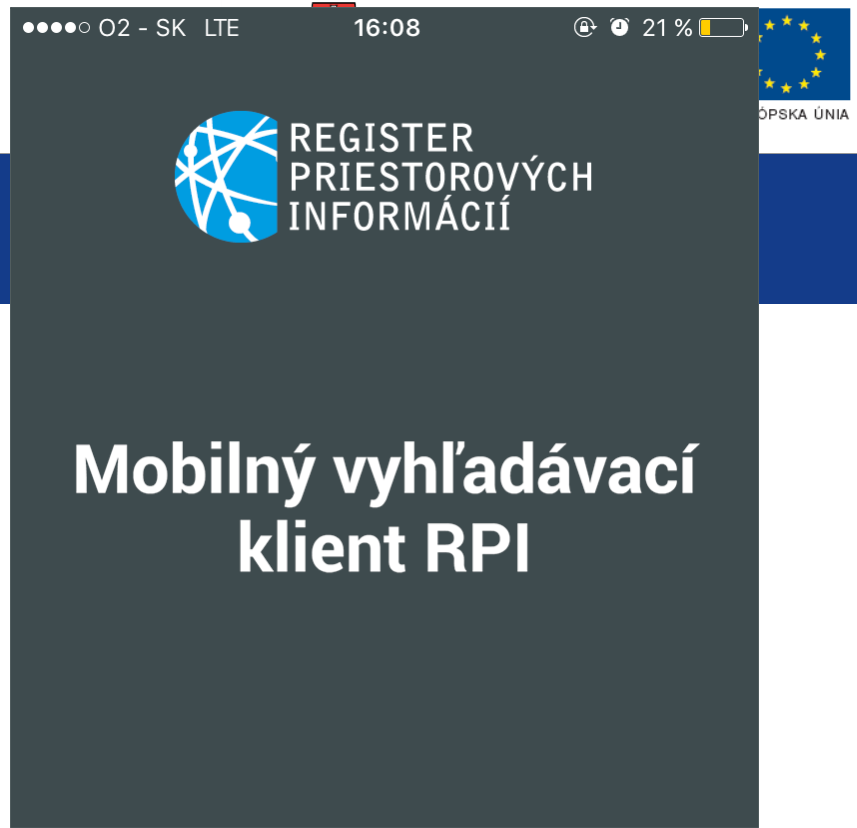 O2 - SK LTE 16:08 21 %
REGISTER
PRIESTOROVÝCH
INFORMÁCIÍ
ÓPSKA ÚNIA
Mobilný vyhľadávací
klient RPI